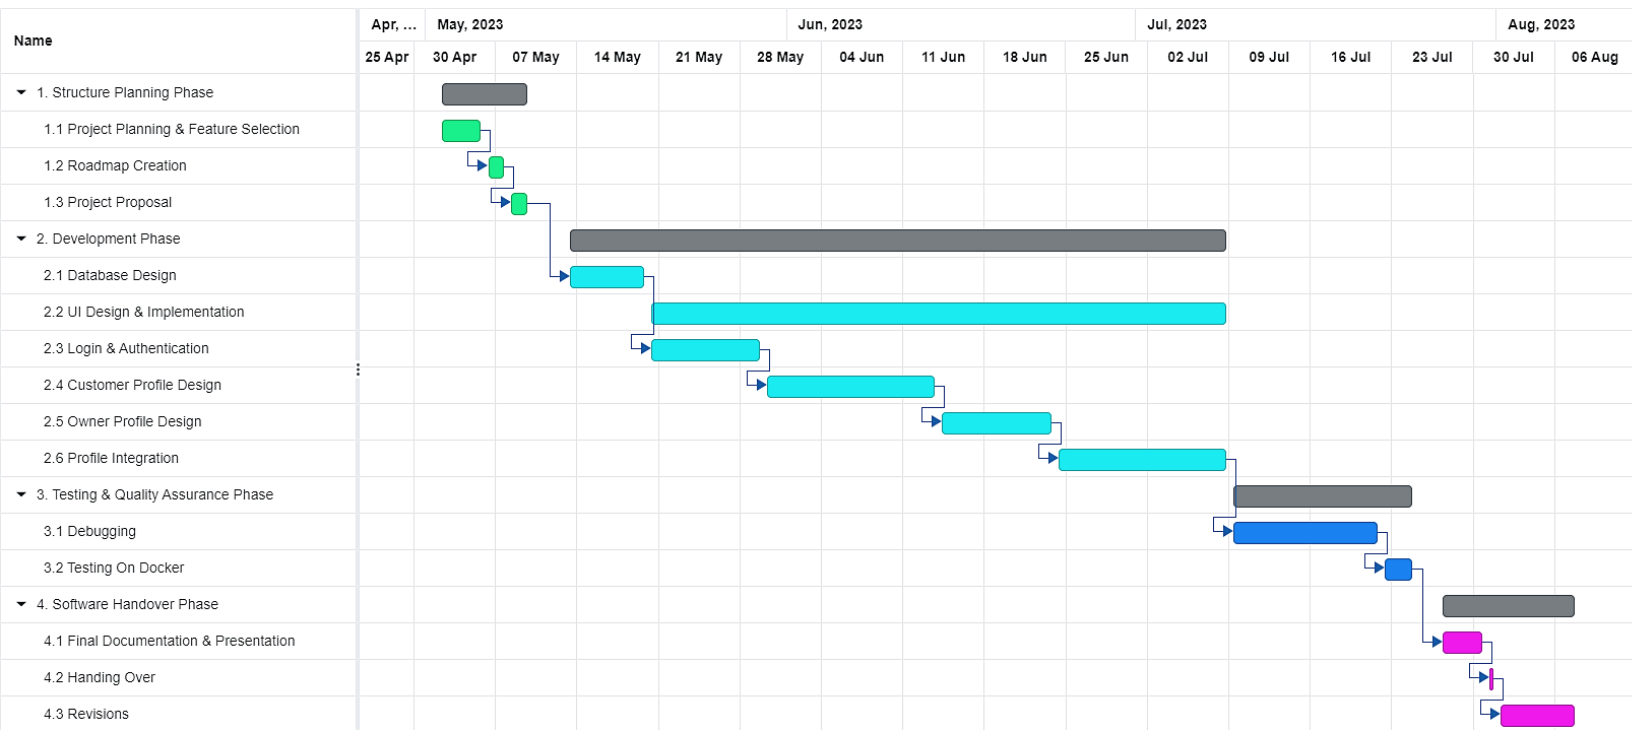 Name
Apr, ... May, 2023 Jun, 2023 Jul, 2023 Aug, 2023
25 Apr 30 Apr 07 May 14 May 21 May 28 May 04 Jun 11 Jun 18 Jun 25 Jun 02 Jul 09 Jul 16 Jul 23 Jul 30 Jul 06 Aug
1. Structure Planning Phase
1.1 Project Planning & Feature Selection
1.2 Roadmap Creation
1.3 Project Proposal
2. Development Phase
2.1 Database Design
2.2 UI Design & Implementation
2.3 Login & Authentication
2.4 Customer Profile Design
2.5 Owner Profile Design
2.6 Profile Integration
3. Testing & Quality Assurance Phase
3.1 Debugging
3.2 Testing On Docker
4. Software Handover Phase
4.1 Final Documentation & Presentation
4.2 Handing Over
4.3 Revisions